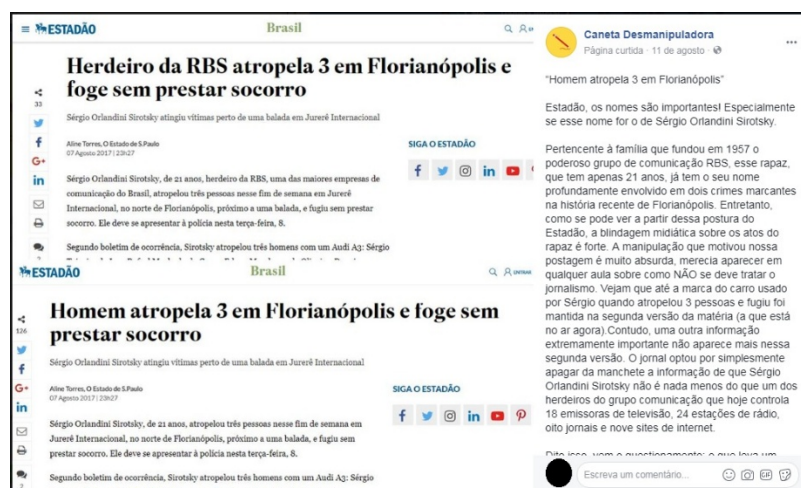 ESTADÃO
Brasil
Herdeiro da RBS atropela 3 em Florianópolis e
foge sem prestar socorro
Sérgio Orlandini Sirotsky atingiu vítimas perto de uma balada em Jurerê Internacional
33
Aline Torres, O Estado de S.Paulo
07 Agosto 2017 | 23h27
SIGA O ESTADÃO
Sérgio Orlandini Sirotsky, de 21 anos, herdeiro da RBS, uma das maiores empresas de
comunicação do Brasil, atropelou três pessoas nesse fim de semana em Jurerê
Internacional, no norte de Florianópolis, próximo a uma balada, e fugiu sem prestar
socorro. Ele deve se apresentar à polícia nesta terça-feira, 8.
Segundo boletim de ocorrência, Sirotsky atropelou três homens com um Audi A3: Sérgio
ESTADÃO
Brasil
ENTRAR
Homem atropela 3 em Florianópolis e foge sem
prestar socorro
126
Sérgio Orlandini Sirotsky atingiu vítimas perto de uma balada em Jurerê Internacional
Aline Torres, O Estado de S.Paulo
07 Agosto 2017 | 23h27
SIGA O ESTADÃO
Sérgio Orlandini Sirotsky, de 21 anos, atropelou três pessoas nesse fim de semana em
Jurerê Internacional, no norte de Florianópolis, próximo a uma balada, e fugiu sem
prestar socorro. Ele deve se apresentar à polícia nesta terça-feira, 8.
Segundo boletim de ocorrência, Sirotsky atropelou três homens com um Audi A3: Sérgio
Caneta Desmanipuladora
Página curtida · 11 de agosto ·
"Homem atropela 3 em Florianópolis"
Estadão, os nomes são importantes! Especialmente
se esse nome for o de Sérgio Orlandini Sirotsky.
Pertencente à família que fundou em 1957 o
poderoso grupo de comunicação RBS, esse rapaz,
que tem apenas 21 anos, já tem o seu nome
profundamente envolvido em dois crimes marcantes
na história recente de Florianópolis. Entretanto,
como se pode ver a partir dessa postura do
Estadão, a blindagem midiática sobre os atos do
rapaz é forte. A manipulação que motivou nossa
postagem é muito absurda, merecia aparecer em
qualquer aula sobre como NÃO se deve tratar o
jornalismo. Vejam que até a marca do carro usado
por Sérgio quando atropelou 3 pessoas e fugiu foi
mantida na segunda versão da matéria (a que está
no ar agora).Contudo, uma outra informação
extremamente importante não aparece mais nessa
segunda versão. O jornal optou por simplesmente
apagar da manchete a informação de que Sérgio
Orlandini Sirotsky não é nada menos do que um dos
herdeiros do grupo comunicação que hoje controla
18 emissoras de televisão, 24 estações de rádio,
oito jornais e nove sites de internet.
Dito isso, vem o questionamento: o que leva um
Escreva um comentário...
GIF